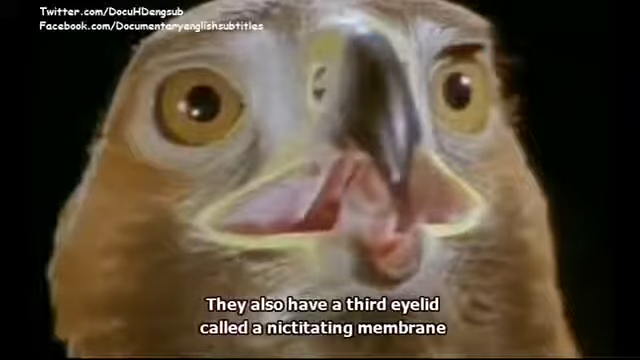 Twitter.com/DocuHDengsub
Facebook.com/Documentaryenglishsubtitles
They also have a third eyelid
called a nictitating membrane